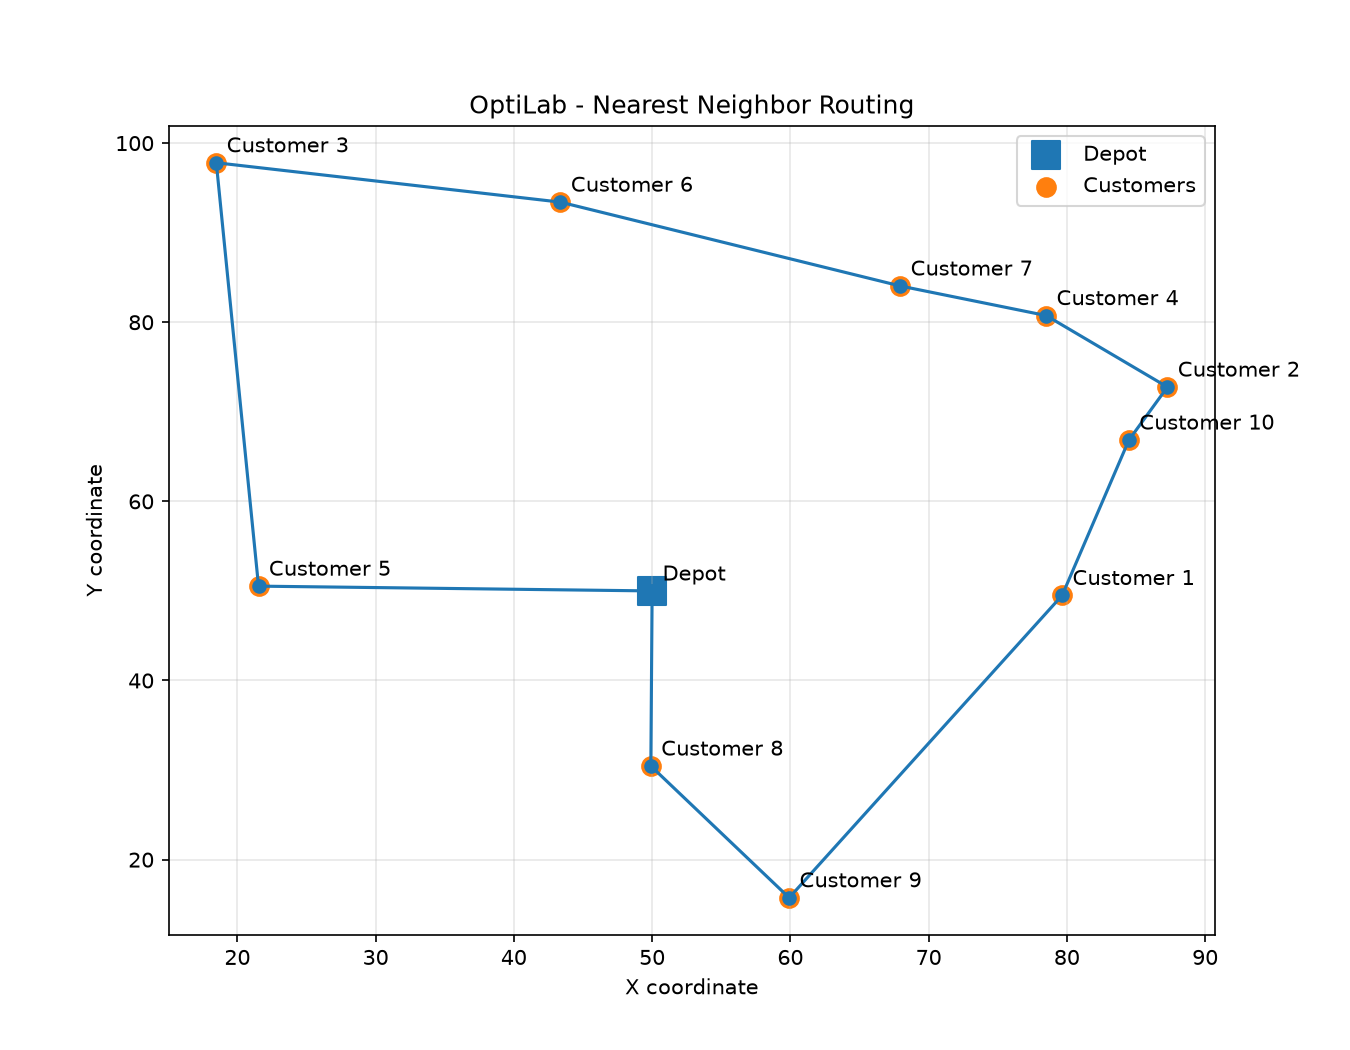 OptiLab - Nearest Neighbor Routing
100
80
60
40
20
Y coordinate
Customer 3
Customer 6
Customer 7
Customer 4
Customer 2
Customer 10
Customer 5
Depot
Customer 1
Customer 8
Customer 9
Depot
Customers
20 30 40 50 60 70 80 90
X coordinate